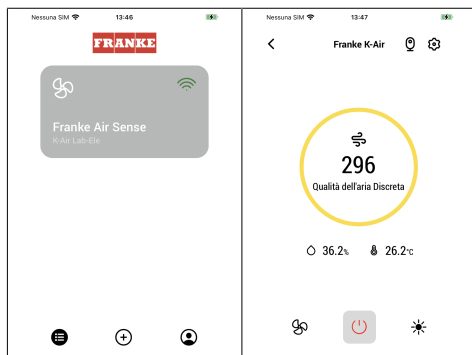 Nessuna SIM 13:46
FRANKE
Franke Air Sense
K-Air Lab-Ele
Nessuna SIM 13:47
Franke K-Air
296
Qualità dell'aria Discreta
36.2% 26.2°C